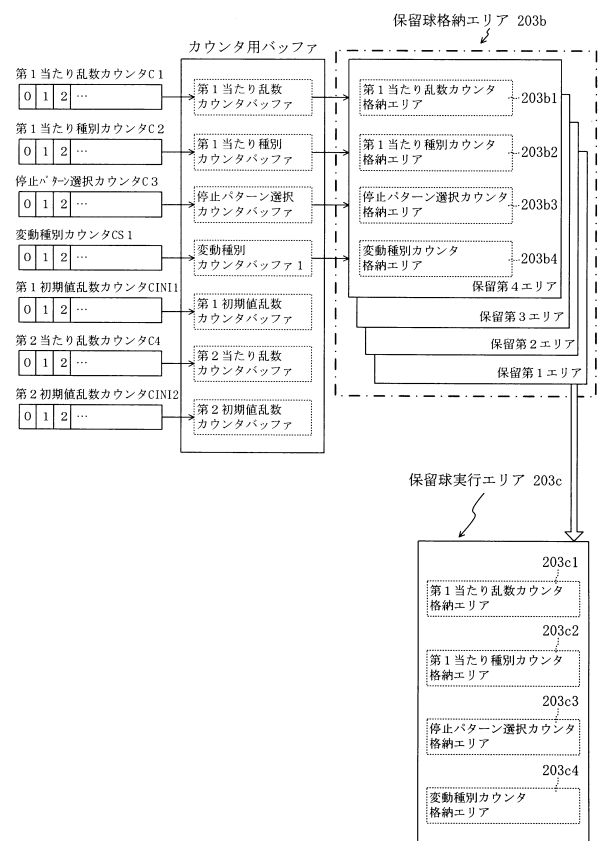 保留球格納エリア 203b
カウンタ用バッファ
第1当たり乱数カウンタC1
0 1 2 …
第1当たり乱数
カウンタバッファ
第1当たり乱数カウンタ
格納エリア
203b1
第1当たり種別カウンタC2
0 1 2 …
第1当たり種別
カウンタバッファ
第1当たり種別カウンタ
格納エリア
203b2
停止パターン選択カウンタC3
0 1 2 …
停止パターン選択
カウンタバッファ
停止パターン選択カウンタ
格納エリア
203b3
変動種別カウンタCS1
0 1 2 …
変動種別
カウンタバッファ1
変動種別カウンタ
格納エリア
203b4
保留第4エリア
第1初期値乱数カウンタCINI1
0 1 2 …
第1初期値乱数
カウンタバッファ
保留第3エリア
第2当たり乱数カウンタC4
0 1 2 …
第2当たり乱数
カウンタバッファ
保留第2エリア
保留第1エリア
第2初期値乱数カウンタCINI2
0 1 2 …
第2初期値乱数
カウンタバッファ
保留球実行エリア 203c
203c1
第1当たり乱数カウンタ
格納エリア
203c2
第1当たり種別カウンタ
格納エリア
203c3
停止パターン選択カウンタ
格納エリア
203c4
変動種別カウンタ
格納エリア